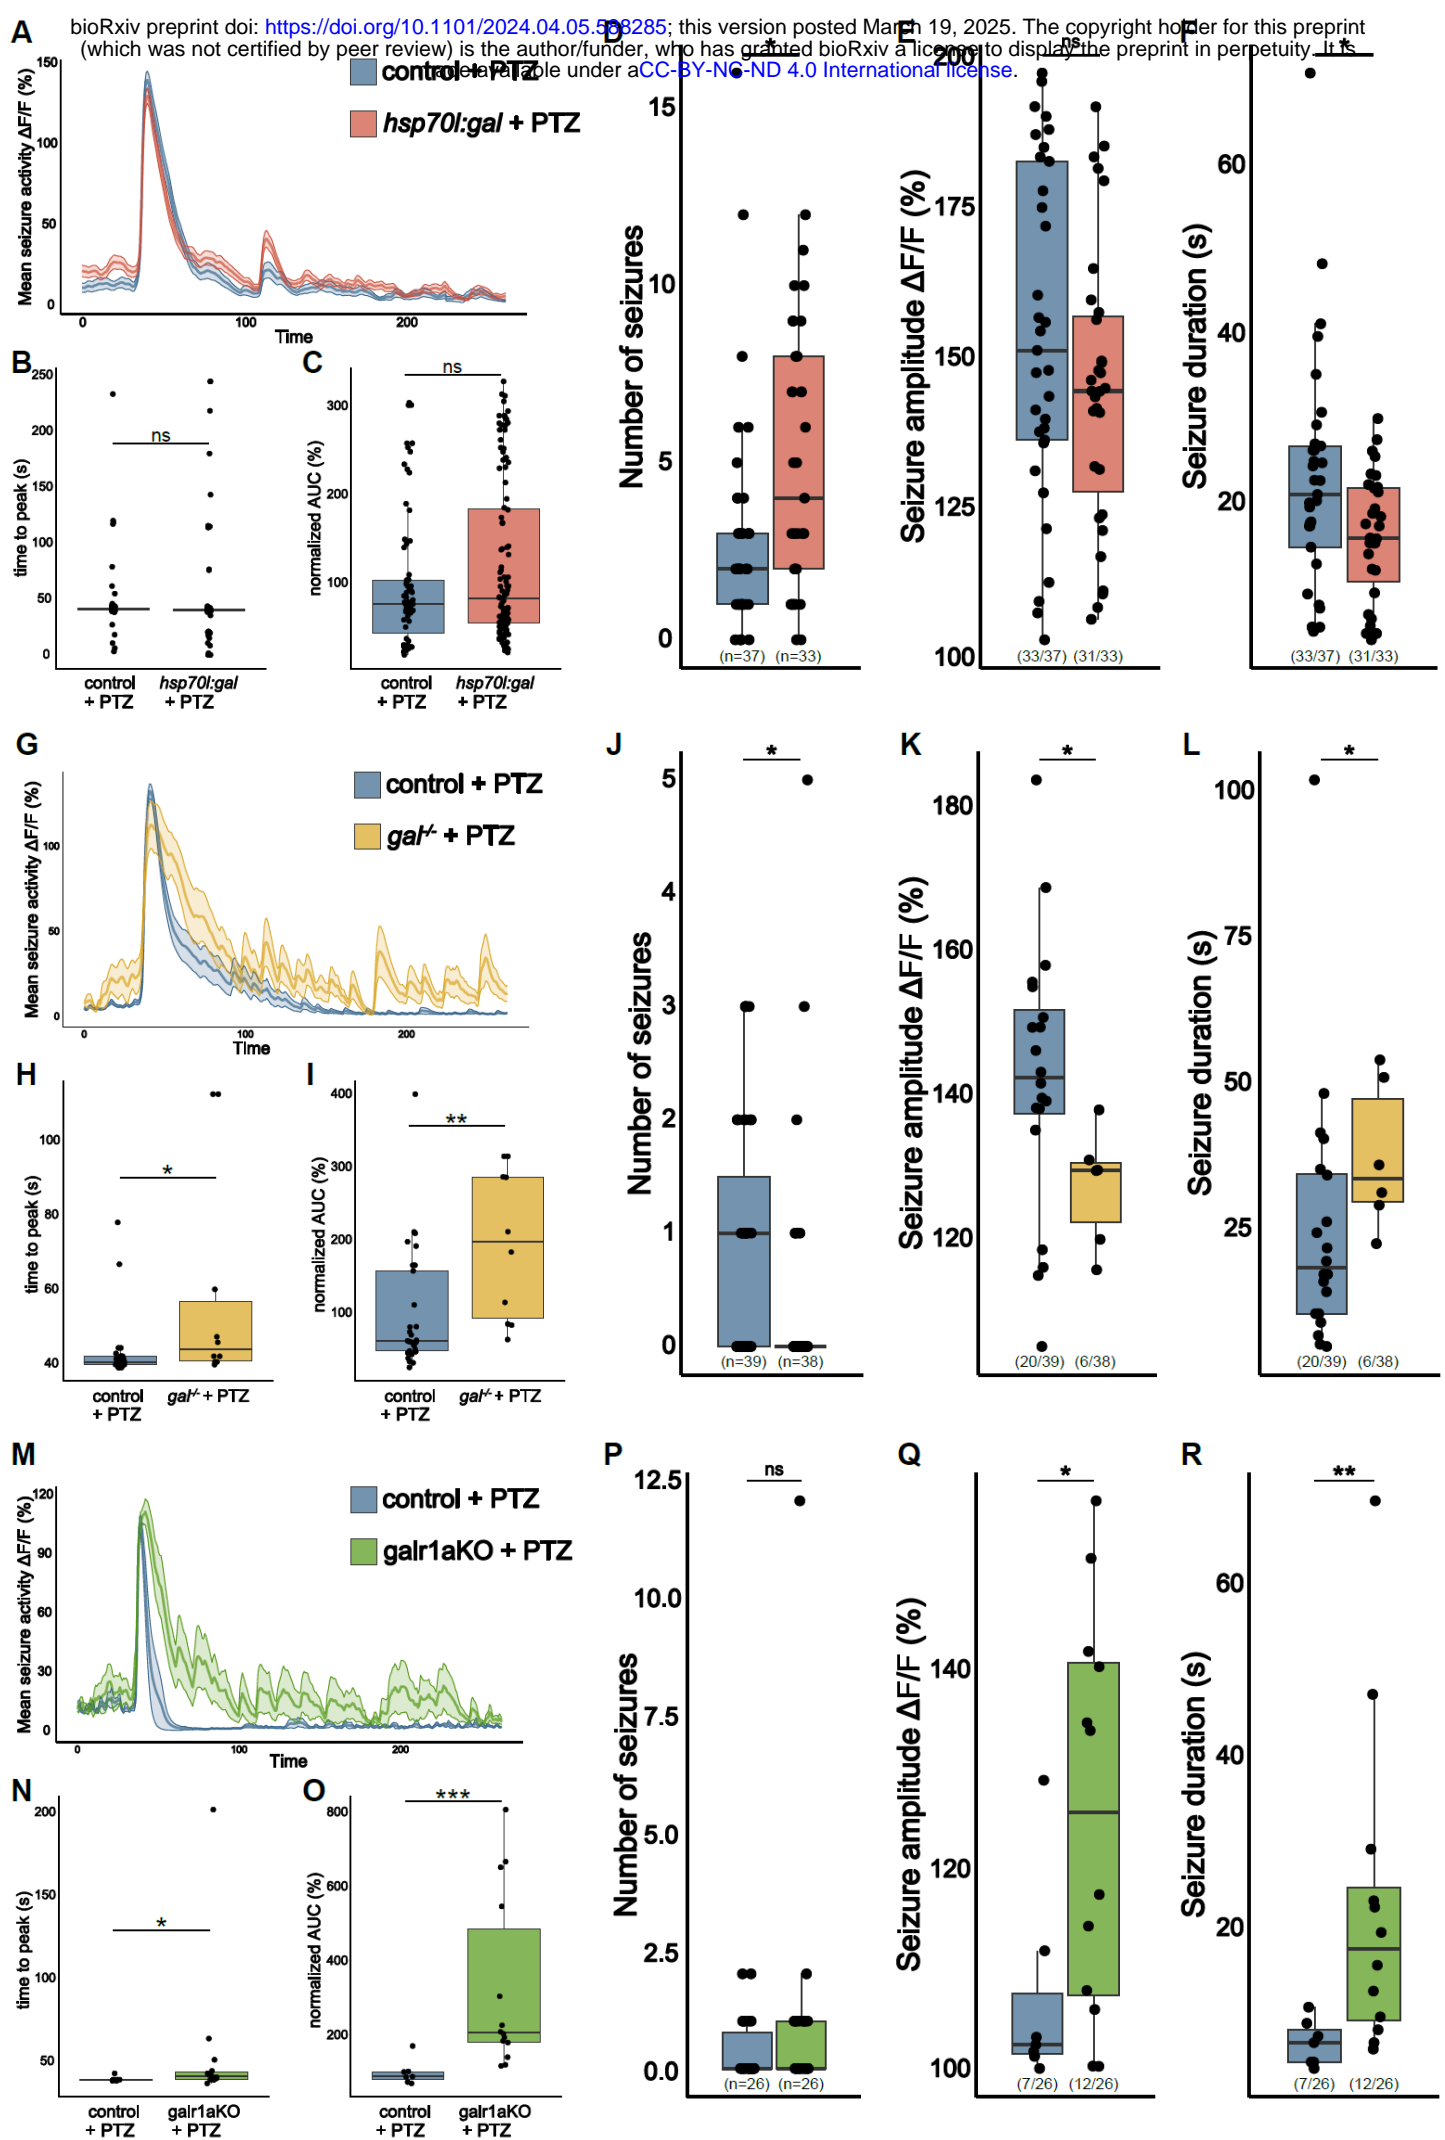 bioRxiv preprint doi: https://doi.org/10.1101/2024.04.05.588285; this version posted March 19, 2025. The copyright holder for this preprint
(which was not certified by peer review) is the author/funder, who has granted bioRxiv a license to display the preprint in perpetuity. It is
made available under aCC-BY-NC-ND 4.0 International license.
A
Mean seizure activity ΔF/F (%)
150
100
50
0
0 100 200
Time
control + PTZ
hsp70l:gal + PTZ
B
time to peak (s)
250
200
150
100
50
0
ns
control + PTZ
hsp70l:gal + PTZ
C
normalized AUC (%)
300
200
100
ns
control + PTZ
hsp70l:gal + PTZ
D
Number of seizures
15
10
5
0
*
(n=37) (n=33)
E
Seizure amplitude ΔF/F (%)
200
175
150
125
100
ns
(33/37) (31/33)
F
Seizure duration (s)
60
40
20
*
(33/37) (31/33)
G
Mean seizure activity ΔF/F (%)
100
50
0
0 100 200
Time
control + PTZ
gal-/- + PTZ
H
time to peak (s)
100
80
60
40
*
control + PTZ
gal-/- + PTZ
I
normalized AUC (%)
400
300
200
100
**
control + PTZ
gal-/- + PTZ
J
Number of seizures
5
4
3
2
1
0
*
(n=39) (n=38)
K
Seizure amplitude ΔF/F (%)
180
160
140
120
*
(20/39) (6/38)
L
Seizure duration (s)
100
75
50
25
*
(20/39) (6/38)
M
Mean seizure activity ΔF/F (%)
120
90
60
30
0
0 100 200
Time
control + PTZ
galr1aKO + PTZ
N
time to peak (s)
200
150
100
50
*
control + PTZ
galr1aKO + PTZ
O
normalized AUC (%)
800
600
400
200
***
control + PTZ
galr1aKO + PTZ
P
Number of seizures
12.5
10.0
7.5
5.0
2.5
0.0
ns
(n=26) (n=26)
Q
Seizure amplitude ΔF/F (%)
140
120
100
*
(7/26) (12/26)
R
Seizure duration (s)
60
40
20
**
(7/26) (12/26)